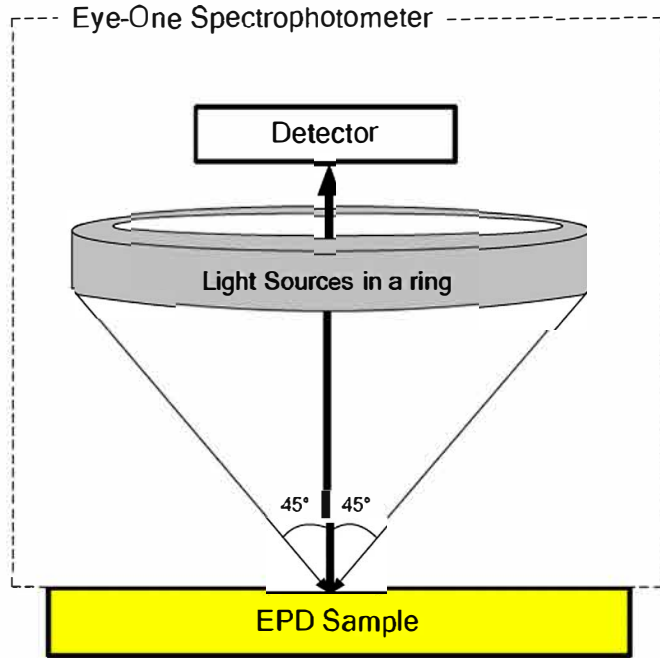 Eye-One Spectrophotometer
Detector
Light Sources in a ring
45° 45°
EPD Sample